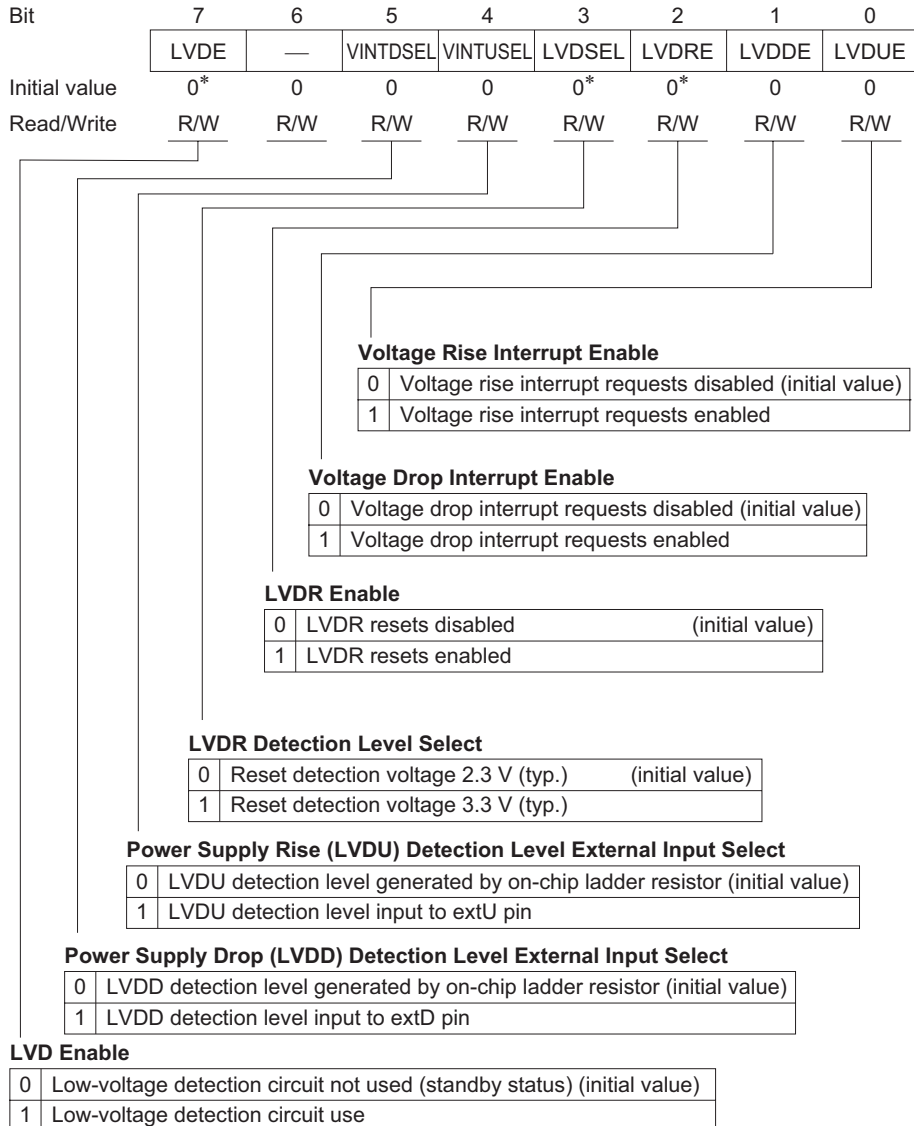 Bit 7 6 5 4 3 2 1 0
LVDE — VINTDSEL VINTUSEL LVDSEL LVDRE LVDDE LVDUE
Initial value 0* 0 0 0 0* 0* 0 0
Read/Write R/W R/W R/W R/W R/W R/W R/W R/W
Voltage Rise Interrupt Enable
0 Voltage rise interrupt requests disabled (initial value)
1 Voltage rise interrupt requests enabled
Voltage Drop Interrupt Enable
0 Voltage drop interrupt requests disabled (initial value)
1 Voltage drop interrupt requests enabled
LVDR Enable
0 LVDR resets disabled (initial value)
1 LVDR resets enabled
LVDR Detection Level Select
0 Reset detection voltage 2.3 V (typ.) (initial value)
1 Reset detection voltage 3.3 V (typ.)
Power Supply Rise (LVDU) Detection Level External Input Select
0 LVDU detection level generated by on-chip ladder resistor (initial value)
1 LVDU detection level input to extU pin
Power Supply Drop (LVDD) Detection Level External Input Select
0 LVDD detection level generated by on-chip ladder resistor (initial value)
1 LVDD detection level input to extD pin
LVD Enable
0 Low-voltage detection circuit not used (standby status) (initial value)
1 Low-voltage detection circuit use